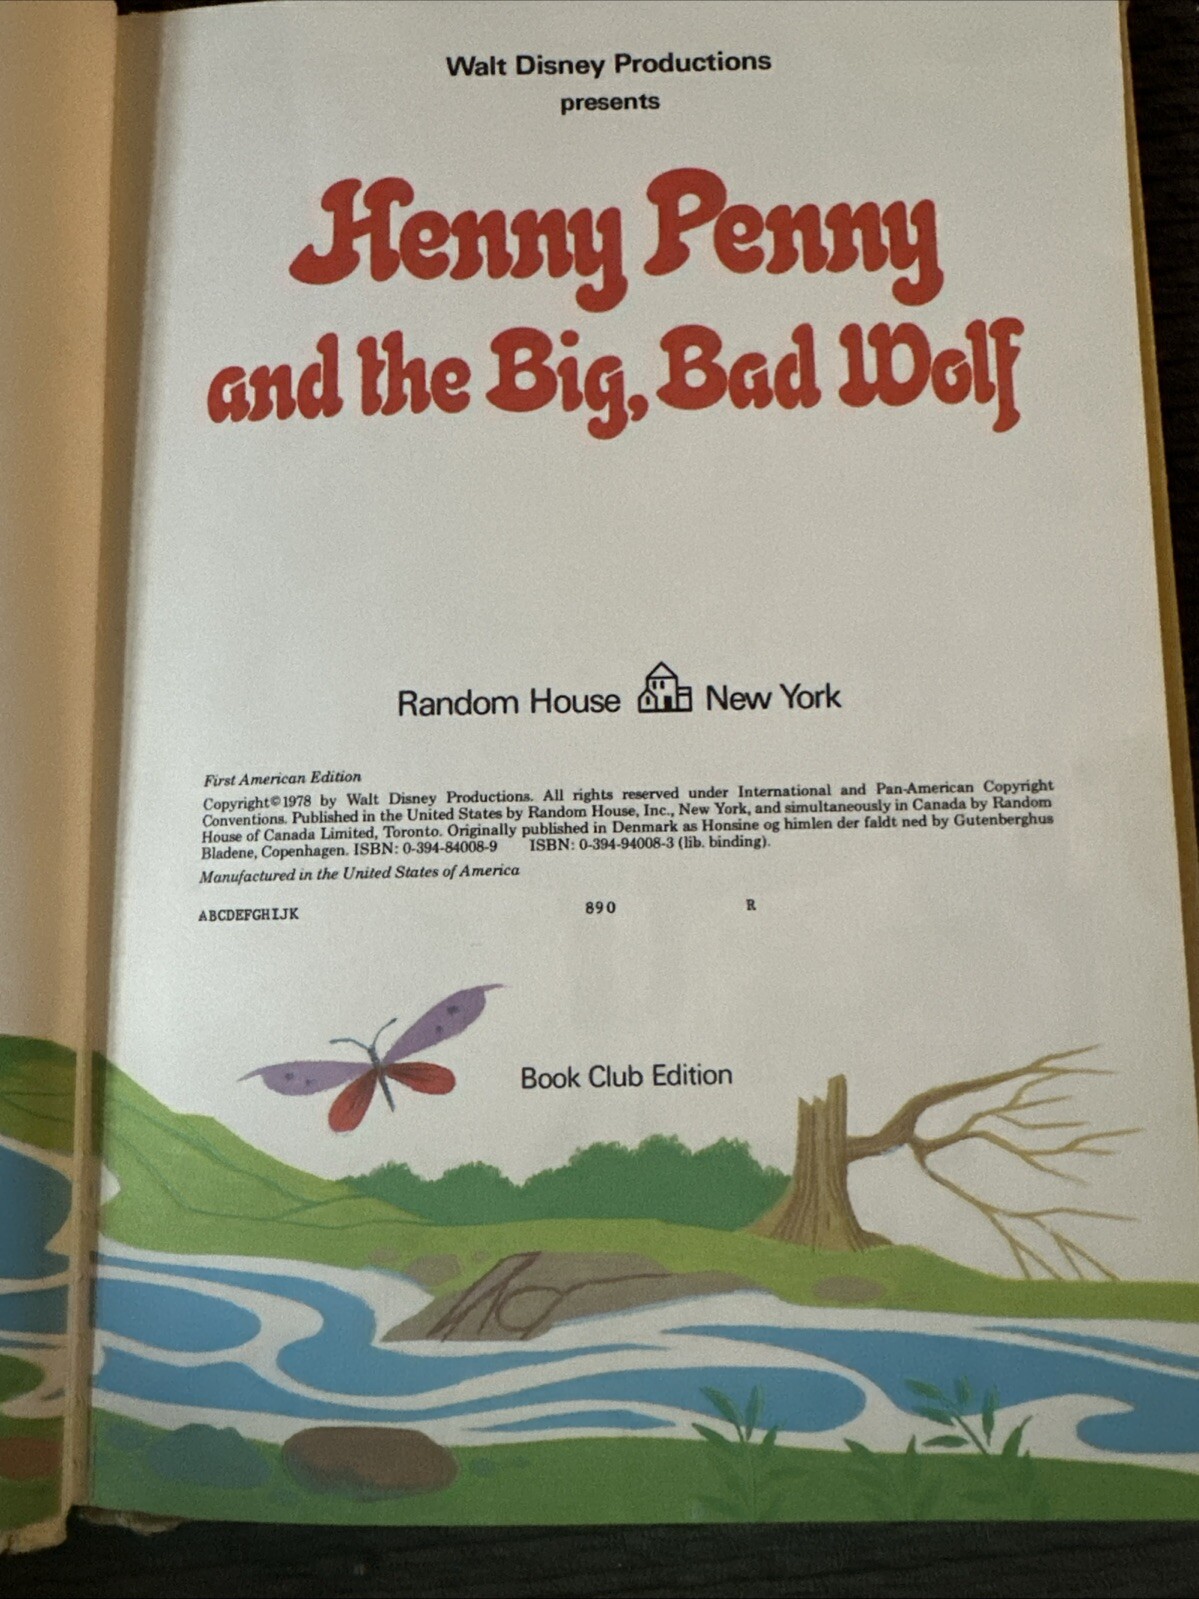 Walt Disney Productions
presents
Henny Penny
and the Big, Bad Wolf
Random House New York
First American Edition
Copyright©1978 by Walt Disney Productions. All rights reserved under International and Pan-American Copyright
Conventions. Published in the United States by Random House, Inc., New York, and simultaneously in Canada by Random
House of Canada Limited, Toronto. Originally published in Denmark as Honsine og himlen der faldt ned by Gutenberghus
Bladene, Copenhagen. ISBN: 0-394-84008-9 ISBN: 0-394-94008-3 (lib. binding).
Manufactured in the United States of America
ABCDEFGHIJK 890 R
Book Club Edition